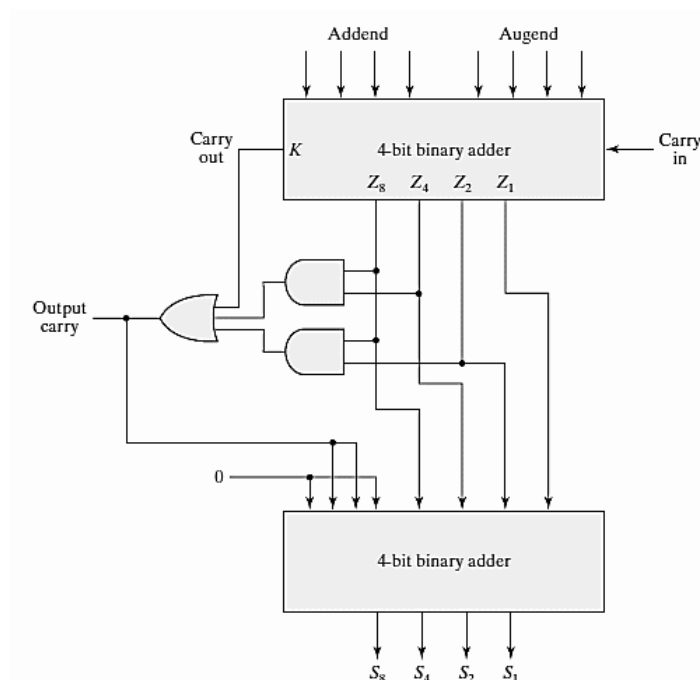 Addend Augend
Carry out
K 4-bit binary adder
Carry in
Z8 Z4 Z2 Z1
Output carry
0
4-bit binary adder
S8 S4 S2 S1